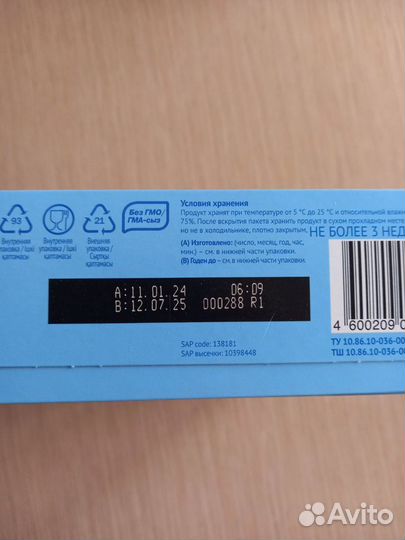 Условия хранения
Продукт хранят при температуре от 5 °C до 25 °C и относительной влажн
75%. После вскрытия пакета хранить продукт в сухом прохладном мест
но не в холодильнике, плотно закрытым, НЕ БОЛЕЕ 3 НЕД
(А) Изготовлено: (число, месяц, год, час,
мин.) – см. в нижней части упаковки.
(В) Годен до – см. в нижней части упаковки.
Без ГМО/
ГМА-сыз
93
21
Внутренняя
упаковка / Ішкі
қаптамасы
Внутренняя
упаковка / Ішкі
қаптамасы
Внешняя
упаковка /
Сыртқы
қаптамасы
A:11.01.24 06:09
B:12.07.25 000288 R1
SAP code: 138181
SAP высечки: 10398448
4 600209 0
ТУ 10.86.10-036-00
ТШ 10.86.10-036-00
Avito